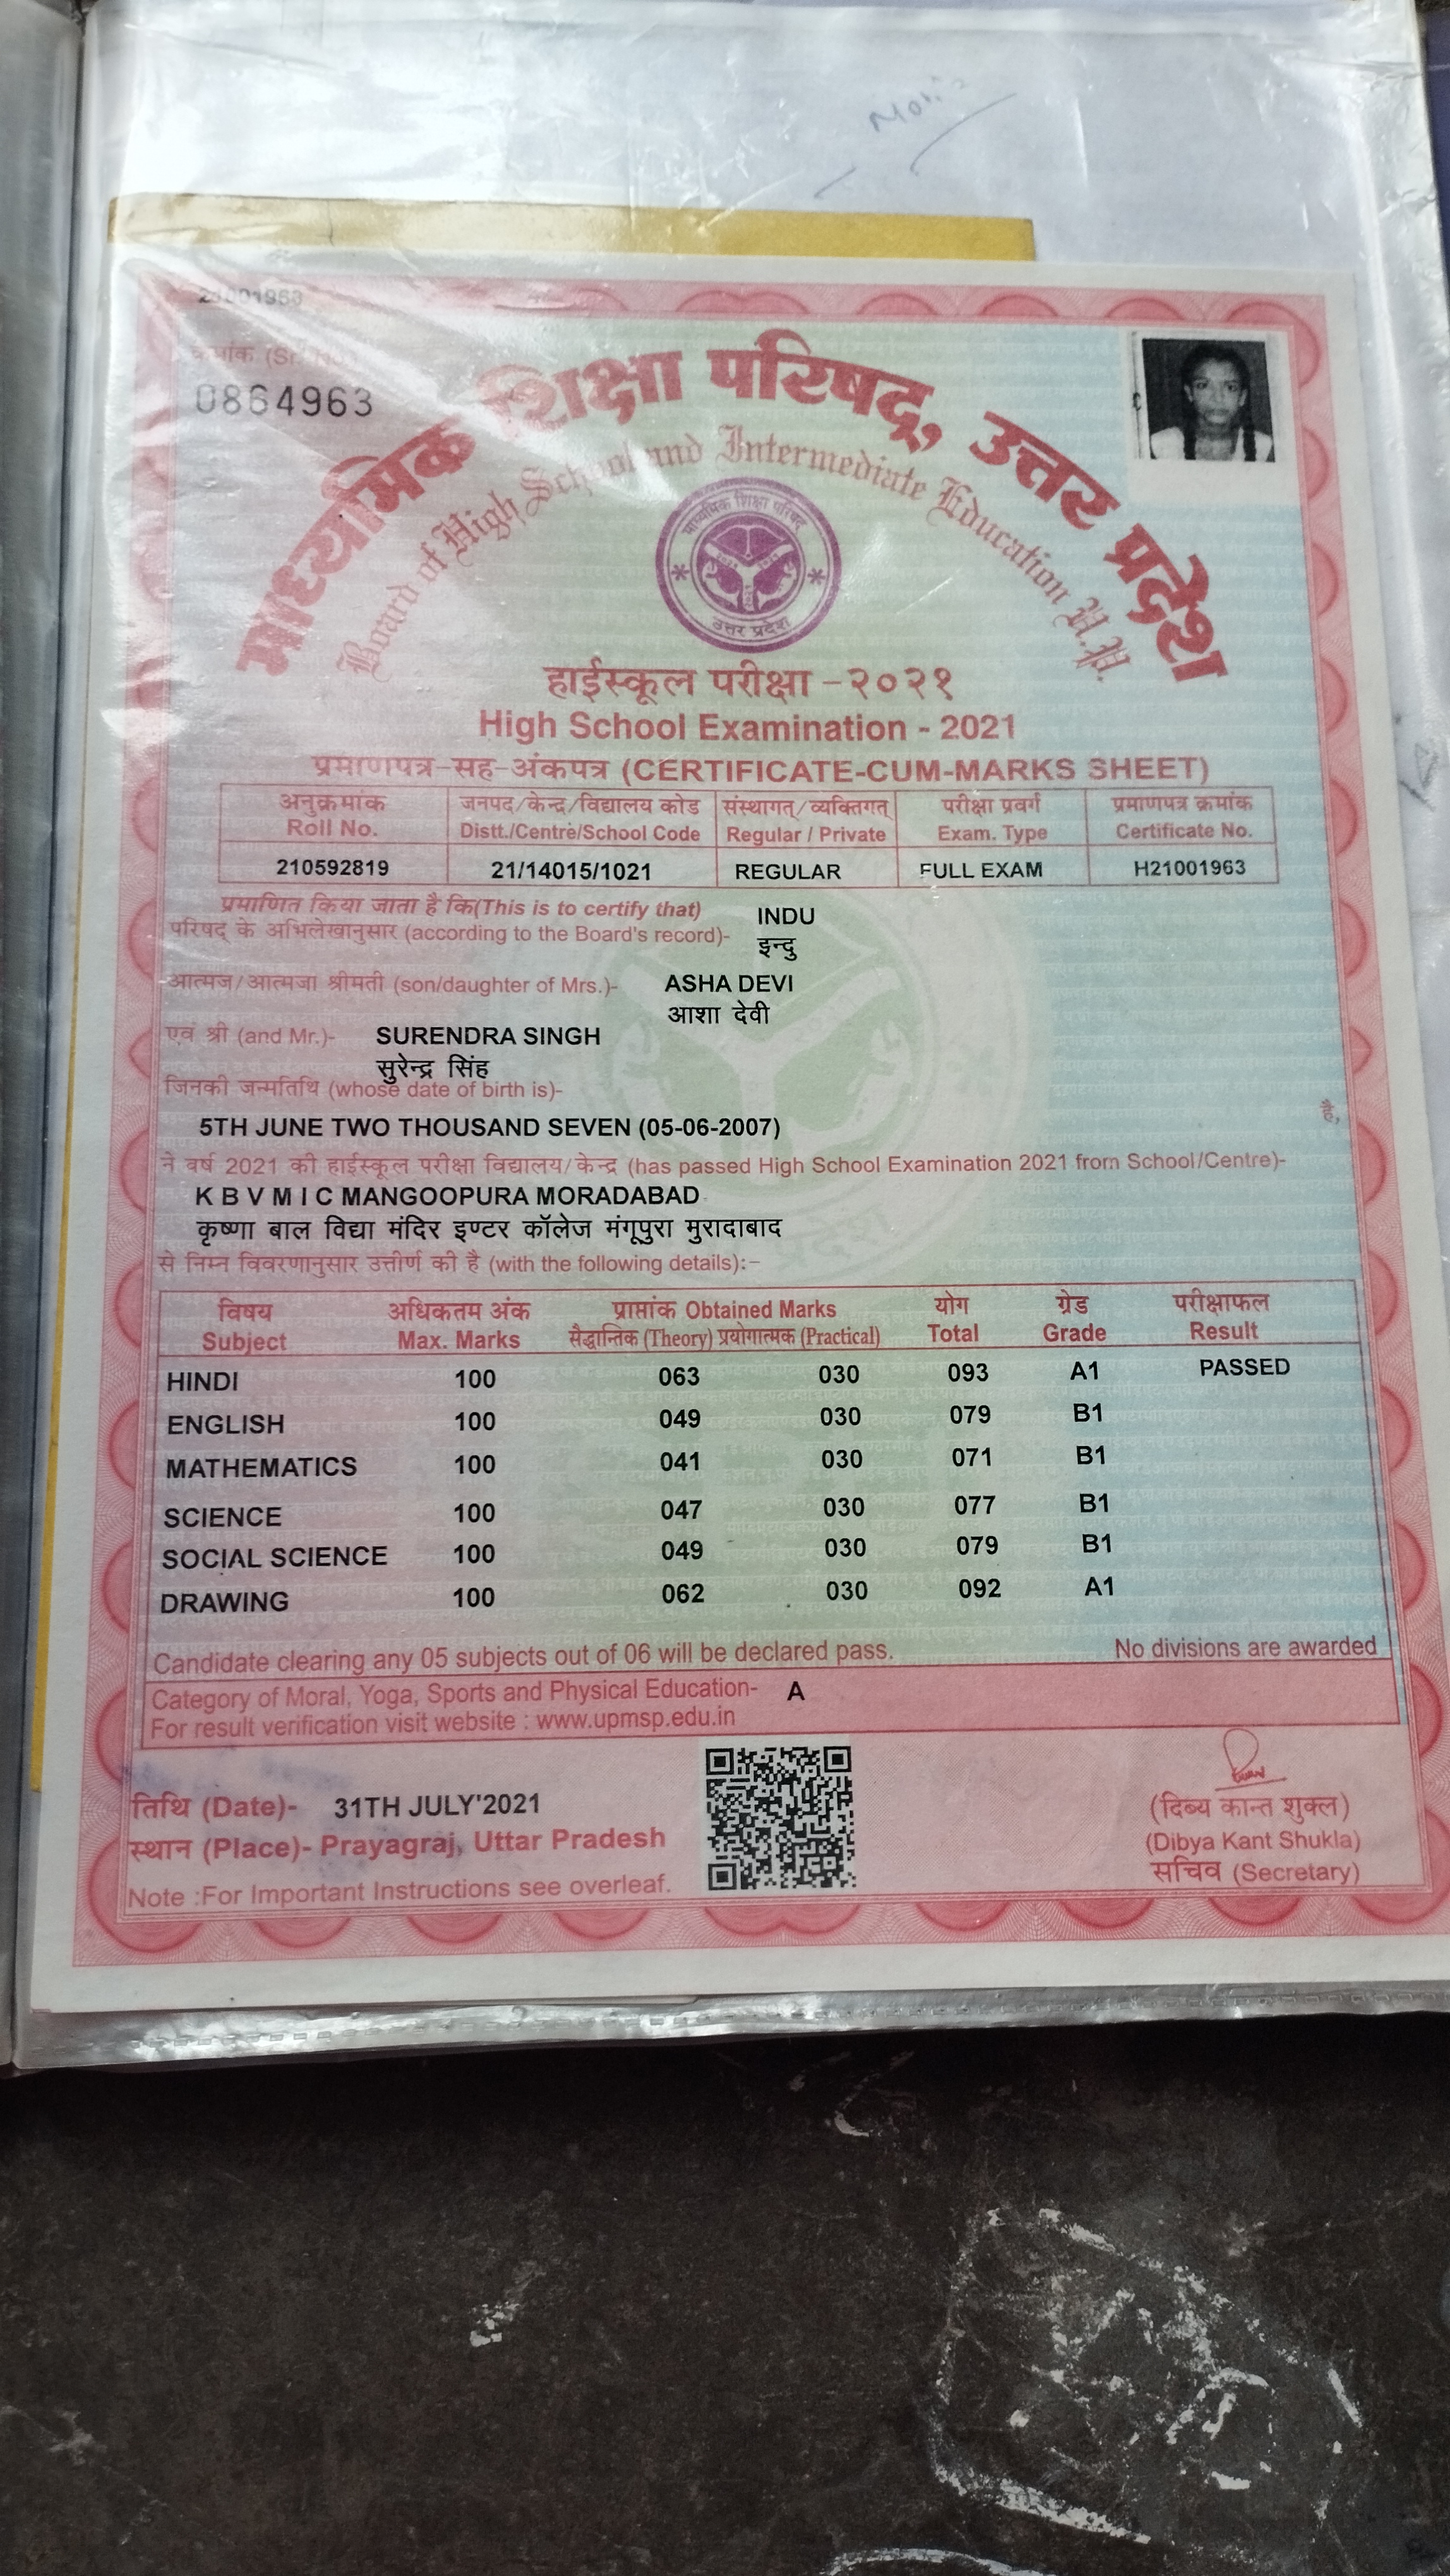 21001963
क्रमांक (Sr. No.)
0864963
माध्यमिक शिक्षा परिषद्, उत्तर प्रदेश
Board of High School and Intermediate Education U.P.
माध्यमिक शिक्षा परिषद
उत्तर प्रदेश
हाईस्कूल परीक्षा – २०२१
High School Examination - 2021
प्रमाणपत्र–सह–अंकपत्र (CERTIFICATE-CUM-MARKS SHEET)
अनुक्रमांक जनपद/केन्द्र/विद्यालय कोड संस्थागत्/व्यक्तिगत् परीक्षा प्रवर्ग प्रमाणपत्र क्रमांक
Roll No. Distt./Centre/School Code Regular / Private Exam. Type Certificate No.
210592819 21/14015/1021 REGULAR FULL EXAM H21001963
प्रमाणित किया जाता है कि(This is to certify that) INDU
परिषद् के अभिलेखानुसार (according to the Board's record)- इन्दु
आत्मज/आत्मजा श्रीमती (son/daughter of Mrs.)- ASHA DEVI
आशा देवी
एवं श्री (and Mr.)- SURENDRA SINGH
सुरेन्द्र सिंह
जिनकी जन्मतिथि (whose date of birth is)-
5TH JUNE TWO THOUSAND SEVEN (05-06-2007) है,
ने वर्ष 2021 की हाईस्कूल परीक्षा विद्यालय/केन्द्र (has passed High School Examination 2021 from School/Centre)-
K B V M I C MANGOOPURA MORADABAD
कृष्णा बाल विद्या मंदिर इण्टर कॉलेज मंगूपुरा मुरादाबाद
से निम्न विवरणानुसार उत्तीर्ण की है (with the following details):–
विषय अधिकतम अंक प्राप्तांक Obtained Marks योग ग्रेड परीक्षाफल
Subject Max. Marks सैद्धान्तिक (Theory) प्रयोगात्मक (Practical) Total Grade Result
HINDI 100 063 030 093 A1 PASSED
ENGLISH 100 049 030 079 B1
MATHEMATICS 100 041 030 071 B1
SCIENCE 100 047 030 077 B1
SOCIAL SCIENCE 100 049 030 079 B1
DRAWING 100 062 030 092 A1
Candidate clearing any 05 subjects out of 06 will be declared pass. No divisions are awarded
Category of Moral, Yoga, Sports and Physical Education- A
For result verification visit website : www.upmsp.edu.in
तिथि (Date)- 31TH JULY'2021
स्थान (Place)- Prayagraj, Uttar Pradesh
Note :For Important Instructions see overleaf.
(दिब्य कान्त शुक्ल)
(Dibya Kant Shukla)
सचिव (Secretary)